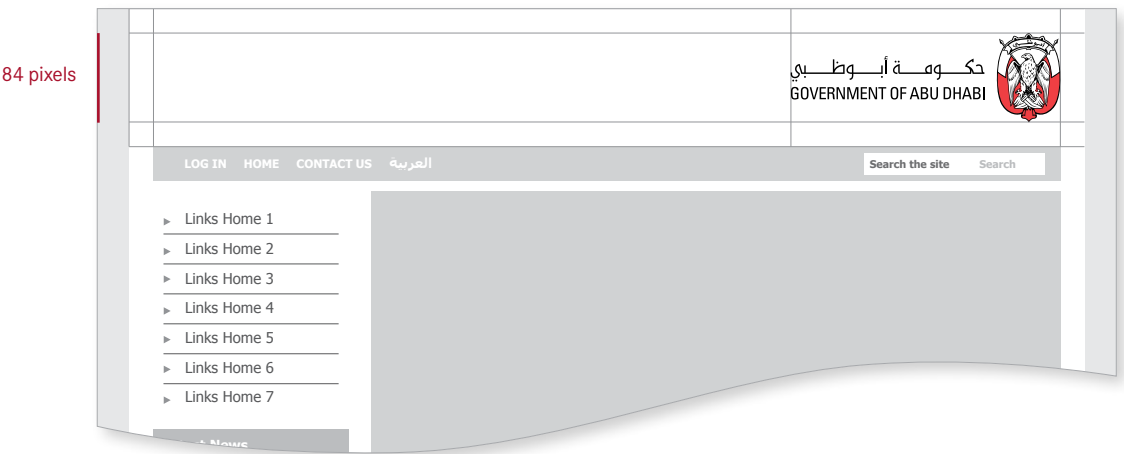 84 pixels
حكومة أبوظبي
GOVERNMENT OF ABU DHABI
LOG IN HOME CONTACT US العربية
Search the site Search
Links Home 1
Links Home 2
Links Home 3
Links Home 4
Links Home 5
Links Home 6
Links Home 7
News